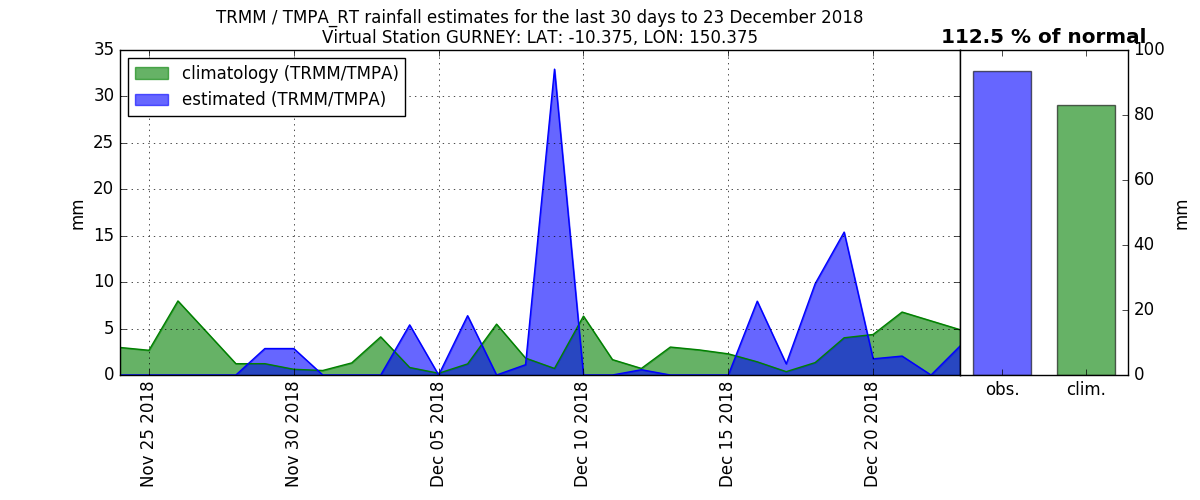 TRMM / TMPA_RT rainfall estimates for the last 30 days to 23 December 2018
Virtual Station GURNEY: LAT: -10.375, LON: 150.375
112.5 % of normal
climatology (TRMM/TMPA)
estimated (TRMM/TMPA)
35
30
25
20
15
10
5
0
mm
Nov 25 2018
Nov 30 2018
Dec 05 2018
Dec 10 2018
Dec 15 2018
Dec 20 2018
100
80
60
40
20
0
mm
obs.
clim.